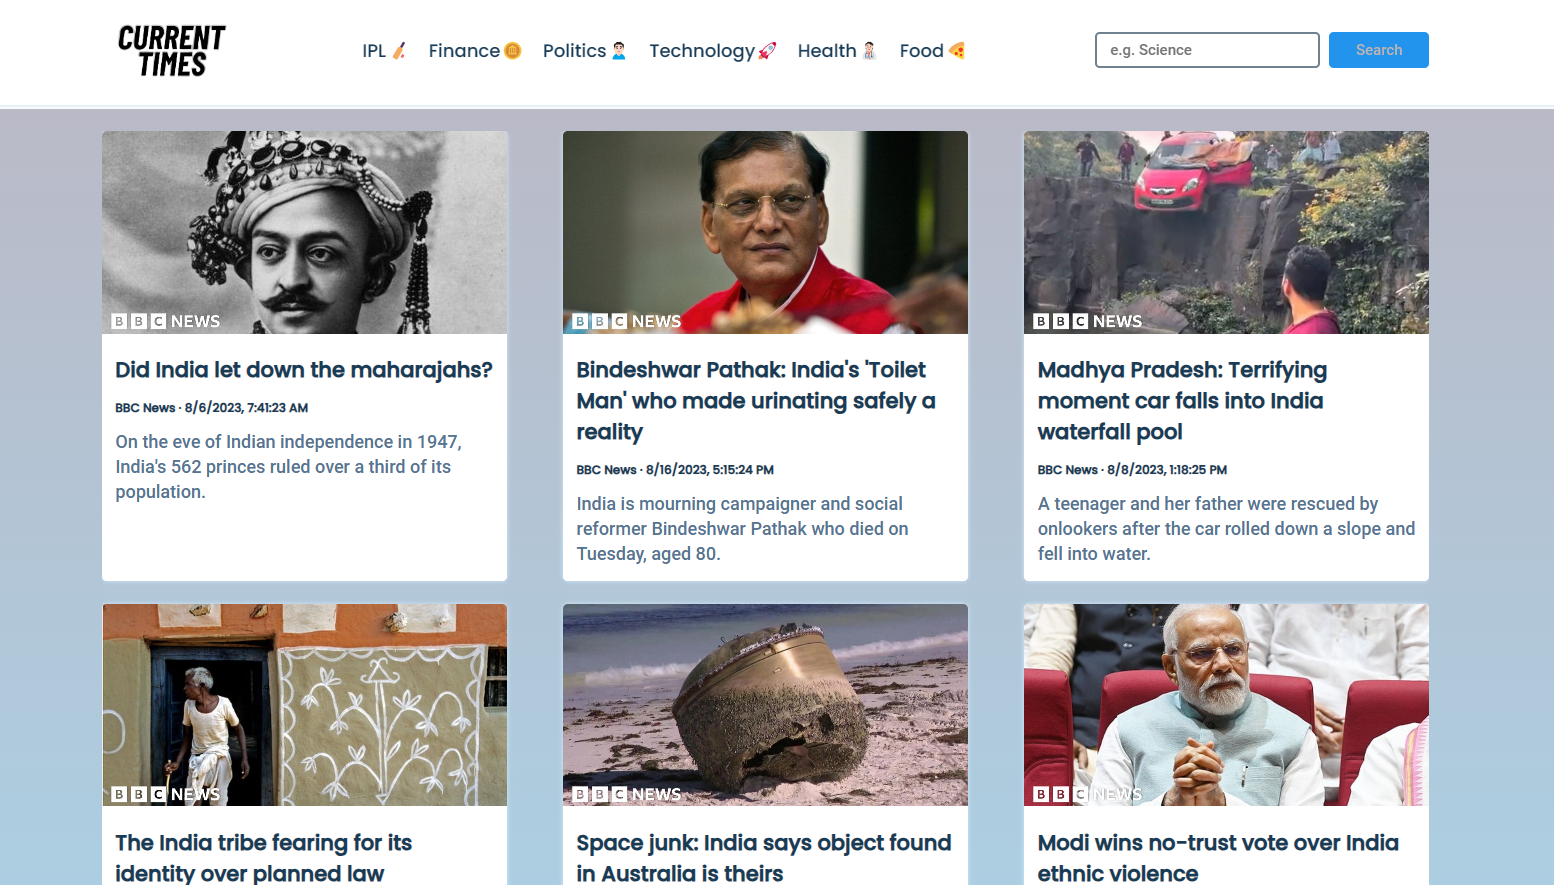 CURRENT
TIMES
IPL
Finance
Politics
Technology
Health
Food
e.g. Science
Search
BBC NEWS
BBC NEWS
BBC NEWS
Did India let down the maharajahs?
BBC News · 8/6/2023, 7:41:23 AM
On the eve of Indian independence in 1947,
India's 562 princes ruled over a third of its
population.
Bindeshwar Pathak: India's 'Toilet
Man' who made urinating safely a
reality
BBC News · 8/16/2023, 5:15:24 PM
India is mourning campaigner and social
reformer Bindeshwar Pathak who died on
Tuesday, aged 80.
Madhya Pradesh: Terrifying
moment car falls into India
waterfall pool
BBC News · 8/8/2023, 1:18:25 PM
A teenager and her father were rescued by
onlookers after the car rolled down a slope and
fell into water.
BBC NEWS
BBC NEWS
BBC NEWS
The India tribe fearing for its
identity over planned law
Space junk: India says object found
in Australia is theirs
Modi wins no-trust vote over India
ethnic violence